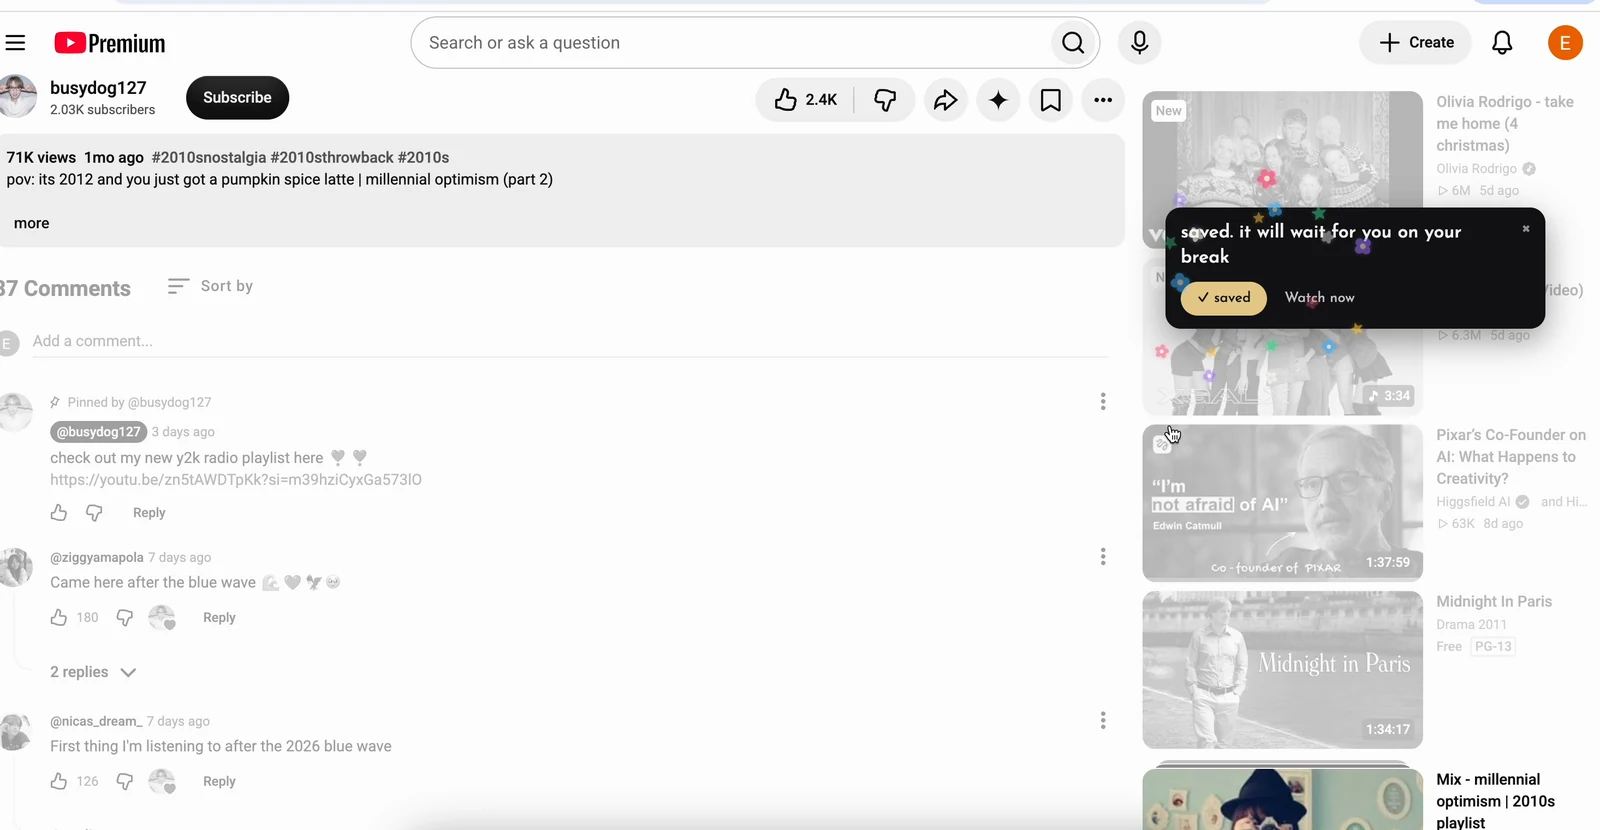 Premium
Search or ask a question
Create
E
busydog127
2.03K subscribers
Subscribe
2.4K
71K views 1mo ago #2010snostalgia #2010sthrowback #2010s
pov: its 2012 and you just got a pumpkin spice latte | millennial optimism (part 2)
more
37 Comments
Sort by
E
Add a comment...
Pinned by @busydog127
@busydog127 3 days ago
check out my new y2k radio playlist here
https://youtu.be/zn5tAWDTpKk?si=m39hziCyxGa573lO
Reply
@ziggyamapola 7 days ago
Came here after the blue wave
180
Reply
2 replies
@nicas_dream_ 7 days ago
First thing I'm listening to after the 2026 blue wave
126
Reply
New
Olivia Rodrigo - take
me home (4
christmas)
Olivia Rodrigo
6M 5d ago
saved. it will wait for you on your
break
✓ saved
Watch now
Video)
6.3M 5d ago
3:34
"I'm
not afraid of AI"
Edwin Catmull
co-founder of PIXAR
1:37:59
Pixar's Co-Founder on
AI: What Happens to
Creativity?
Higgsfield AI and Hi...
63K 8d ago
Midnight in Paris
1:34:17
Midnight In Paris
Drama 2011
Free PG-13
Mix - millennial
optimism | 2010s
playlist